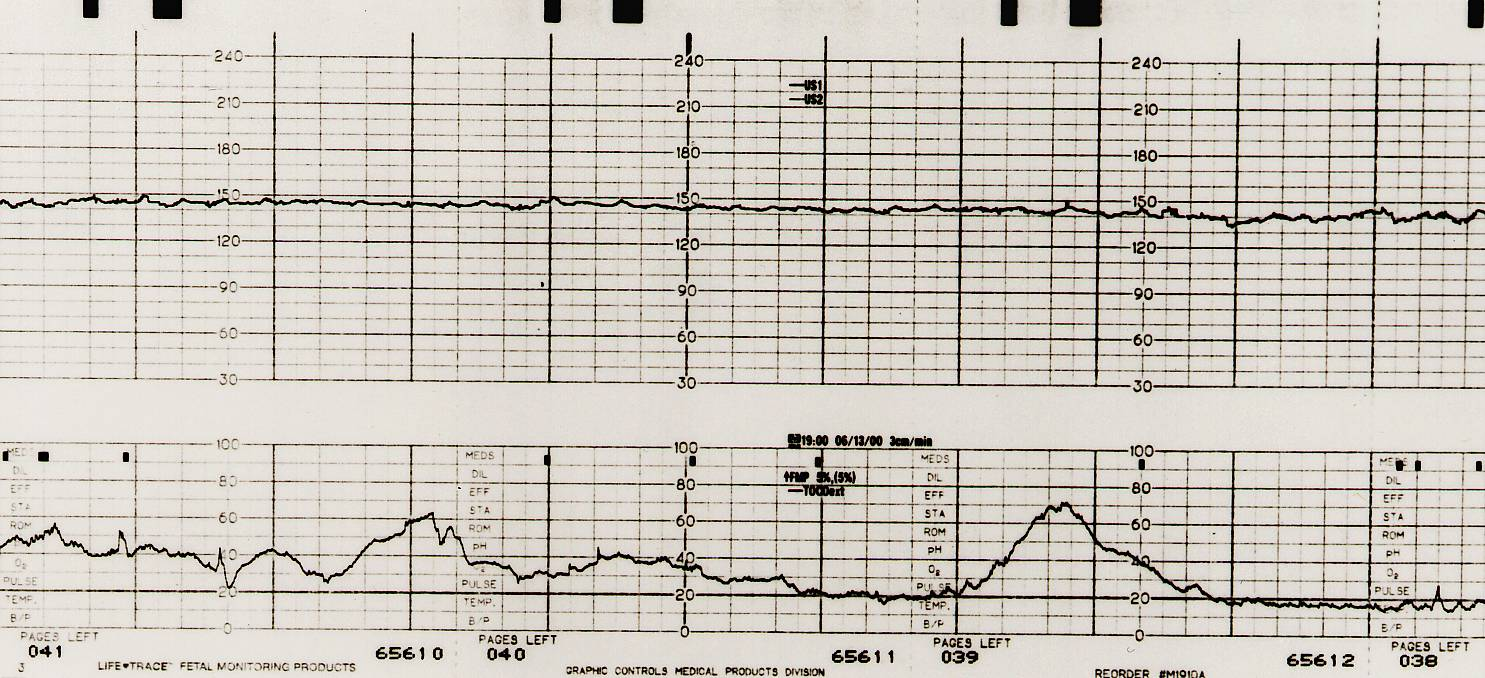 240 240 240
US1
US2
210 210 210
180 180 180
150 150 150
120 120 120
90 90 90
60 60 60
30 30 30
19:00 06/13/00 3cm/min
100 100 100
MEDS MEDS MEDS MEDS
DIL DIL DIL DIL
80 80 80
↑FMP 5%,(5%)
EFF EFF EFF EFF
TOCOext
STA STA STA STA
60 60 60
ROM ROM ROM ROM
PH PH PH
40 40 40
O₂ O₂ O₂ O₂
PULSE PULSE PULSE PULSE
20 20 20
TEMP. TEMP. TEMP.
B/P B/P B/P B/P
0 0 0
PAGES LEFT PAGES LEFT PAGES LEFT PAGES LEFT
041 65610 040 65611 039 65612 038
3 LIFE♥TRACE™ FETAL MONITORING PRODUCTS GRAPHIC CONTROLS MEDICAL PRODUCTS DIVISION REORDER #M1910A